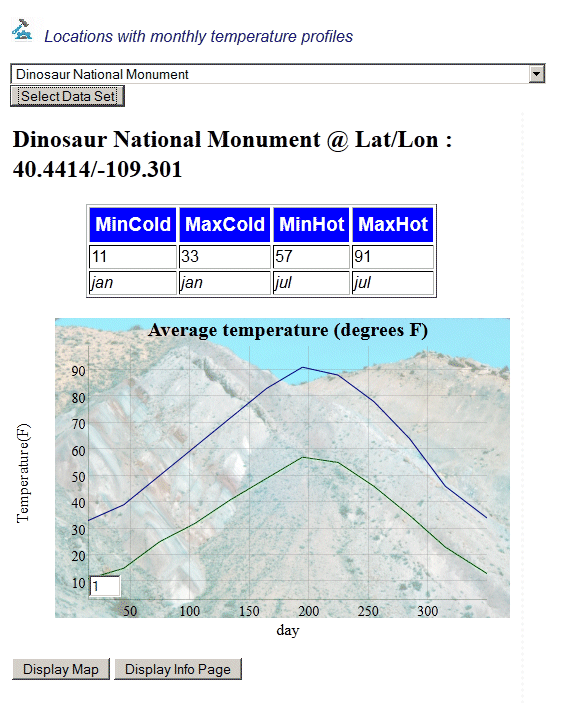 Locations with monthly temperature profiles
Dinosaur National Monument
Select Data Set
Dinosaur National Monument @ Lat/Lon :
40.4414/-109.301
MinCold MaxCold MinHot MaxHot
11 33 57 91
jan jan jul jul
Average temperature (degrees F)
Temperature(F)
90
80
70
60
50
40
30
20
10
1
50 100 150 200 250 300
day
Display Map Display Info Page